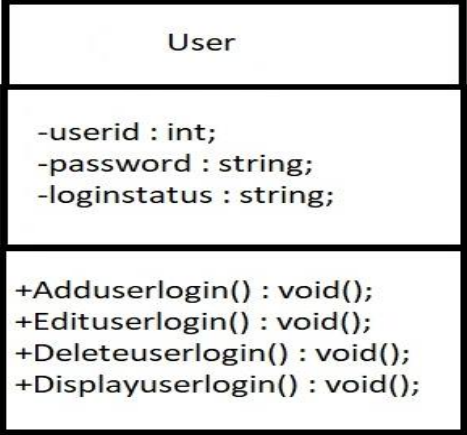 User
-userid : int;
-password : string;
-loginstatus : string;
+Adduserlogin() : void();
+Edituserlogin() : void();
+Deleteuserlogin() : void();
+Displayuserlogin() : void();